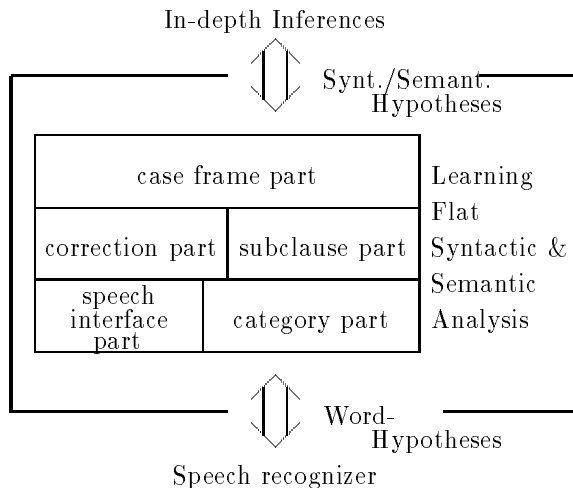 In-depth Inferences
Synt./Semant.
Hypotheses
case frame part
Learning
Flat
correction part
subclause part
Syntactic &
Semantic
speech
interface
part
category part
Analysis
Word-
Hypotheses
Speech recognizer